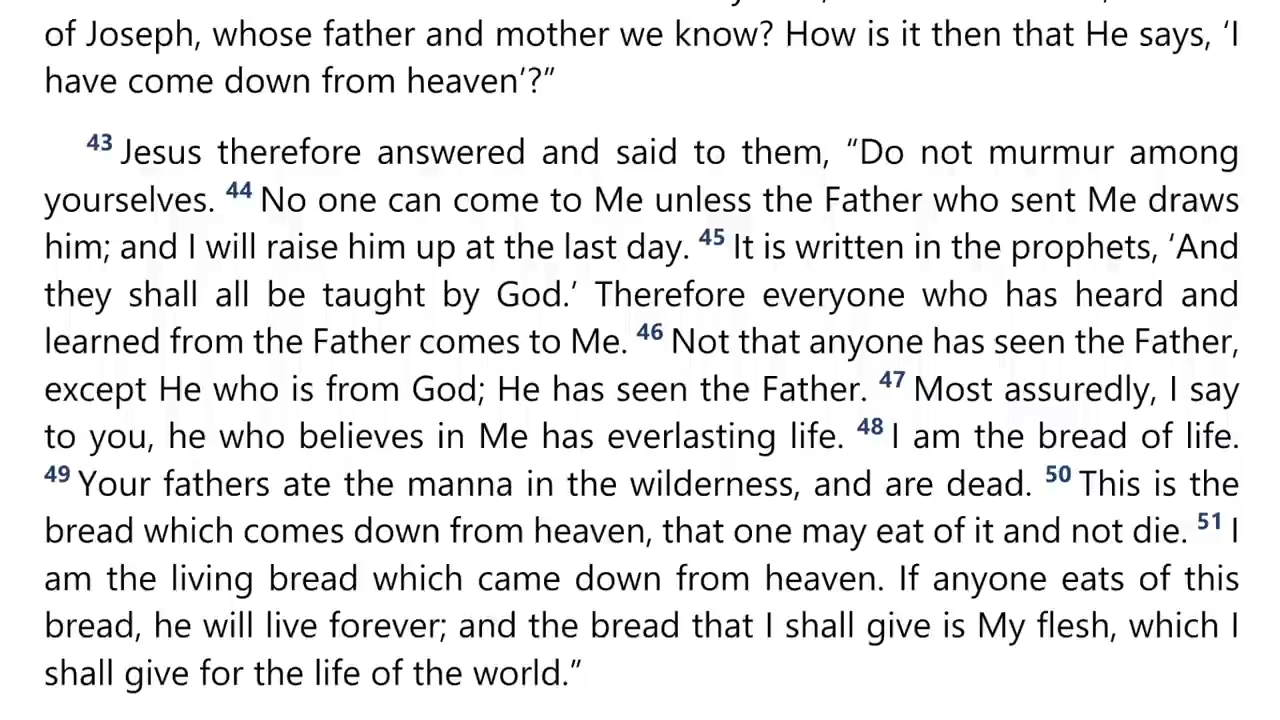 of Joseph, whose father and mother we know? How is it then that He says, ‘I
have come down from heaven’?”
43 Jesus therefore answered and said to them, “Do not murmur among
yourselves. 44 No one can come to Me unless the Father who sent Me draws
him; and I will raise him up at the last day. 45 It is written in the prophets, ‘And
they shall all be taught by God.’ Therefore everyone who has heard and
learned from the Father comes to Me. 46 Not that anyone has seen the Father,
except He who is from God; He has seen the Father. 47 Most assuredly, I say
to you, he who believes in Me has everlasting life. 48 I am the bread of life.
49 Your fathers ate the manna in the wilderness, and are dead. 50 This is the
bread which comes down from heaven, that one may eat of it and not die. 51 I
am the living bread which came down from heaven. If anyone eats of this
bread, he will live forever; and the bread that I shall give is My flesh, which I
shall give for the life of the world.”